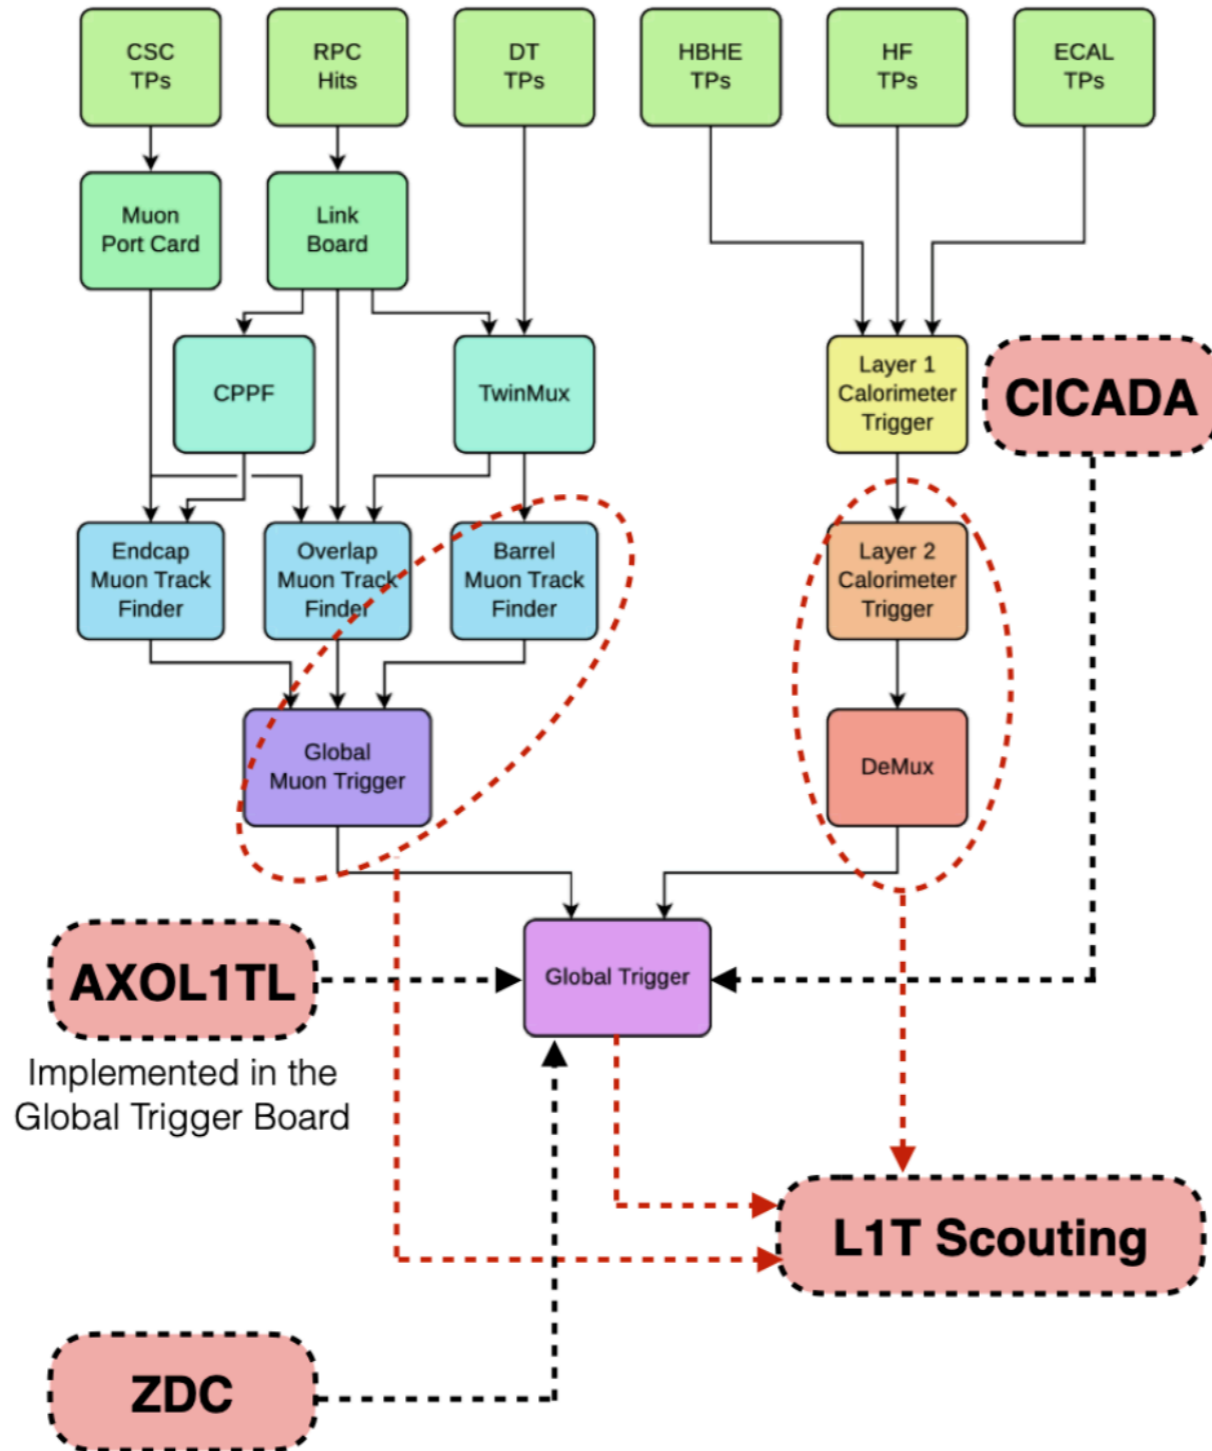 CSC
TPs
RPC
Hits
DT
TPs
HBHE
TPs
HF
TPs
ECAL
TPs
Muon
Port Card
Link
Board
CPPF
TwinMux
Layer 1
Calorimeter
Trigger
CICADA
Endcap
Muon Track
Finder
Overlap
Muon Track
Finder
Barrel
Muon Track
Finder
Layer 2
Calorimeter
Trigger
Global
Muon Trigger
DeMux
AXOL1TL
Implemented in the
Global Trigger Board
Global Trigger
L1T Scouting
ZDC